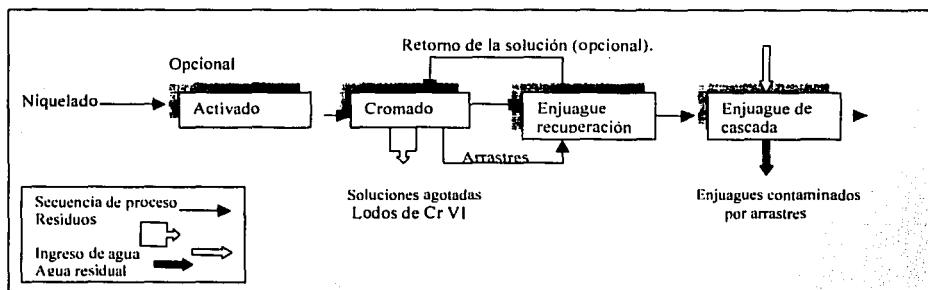 Retorno de la solución (opcional).
Opcional
Niquelado
Activado
Cromado
Enjuague
recuperación
Enjuague de
cascada
Arrastres
Soluciones agotadas
Lodos de Cr VI
Enjuagues contaminados
por arrastres
Secuencia de proceso
Residuos
Ingreso de agua
Agua residual